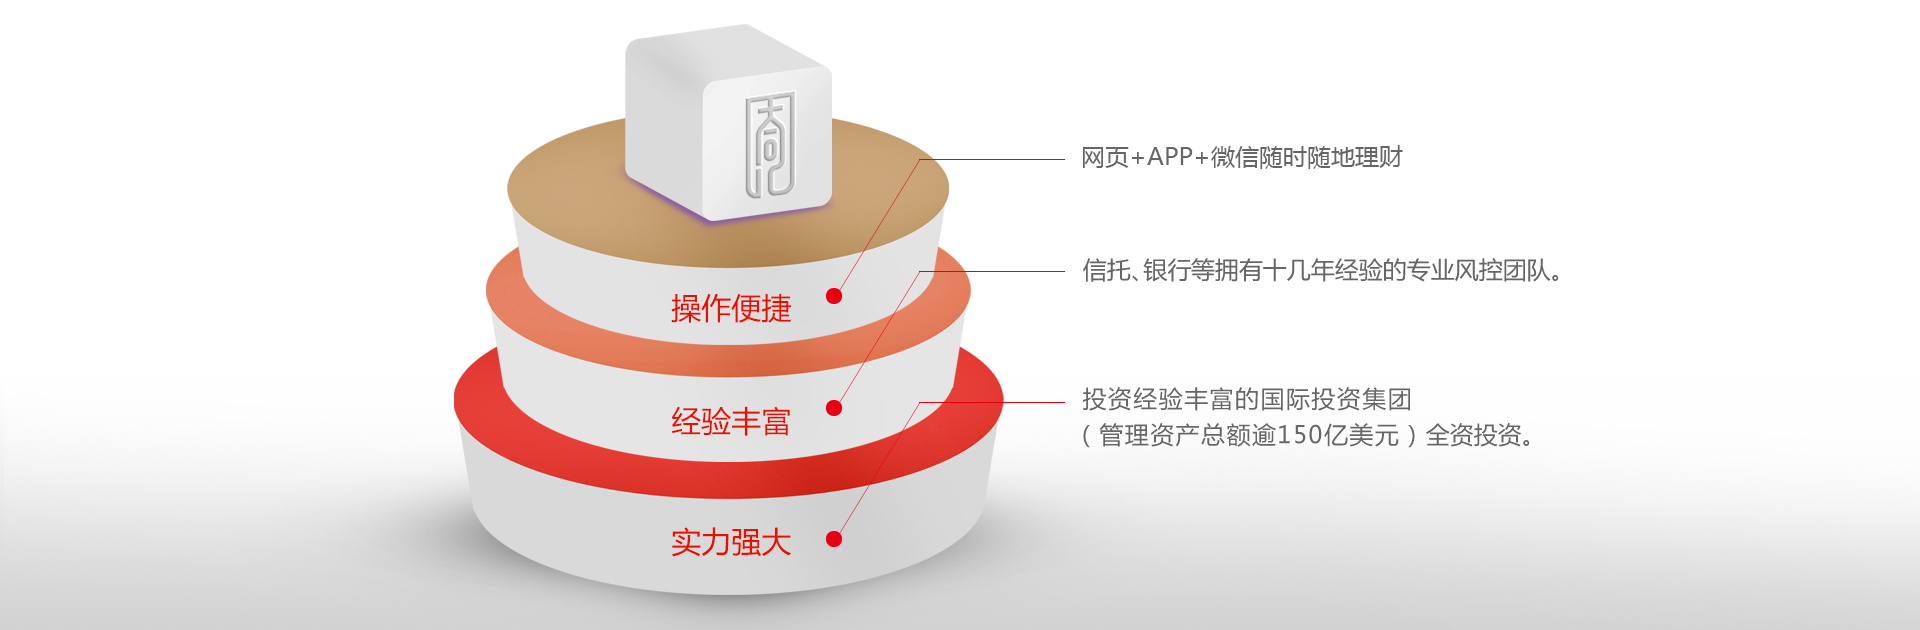 网页+APP+微信随时随地理财
操作便捷
信托、银行等拥有十几年经验的专业风控团队。
经验丰富
投资经验丰富的国际投资集团
（管理资产总额逾150亿美元）全资投资。
实力强大